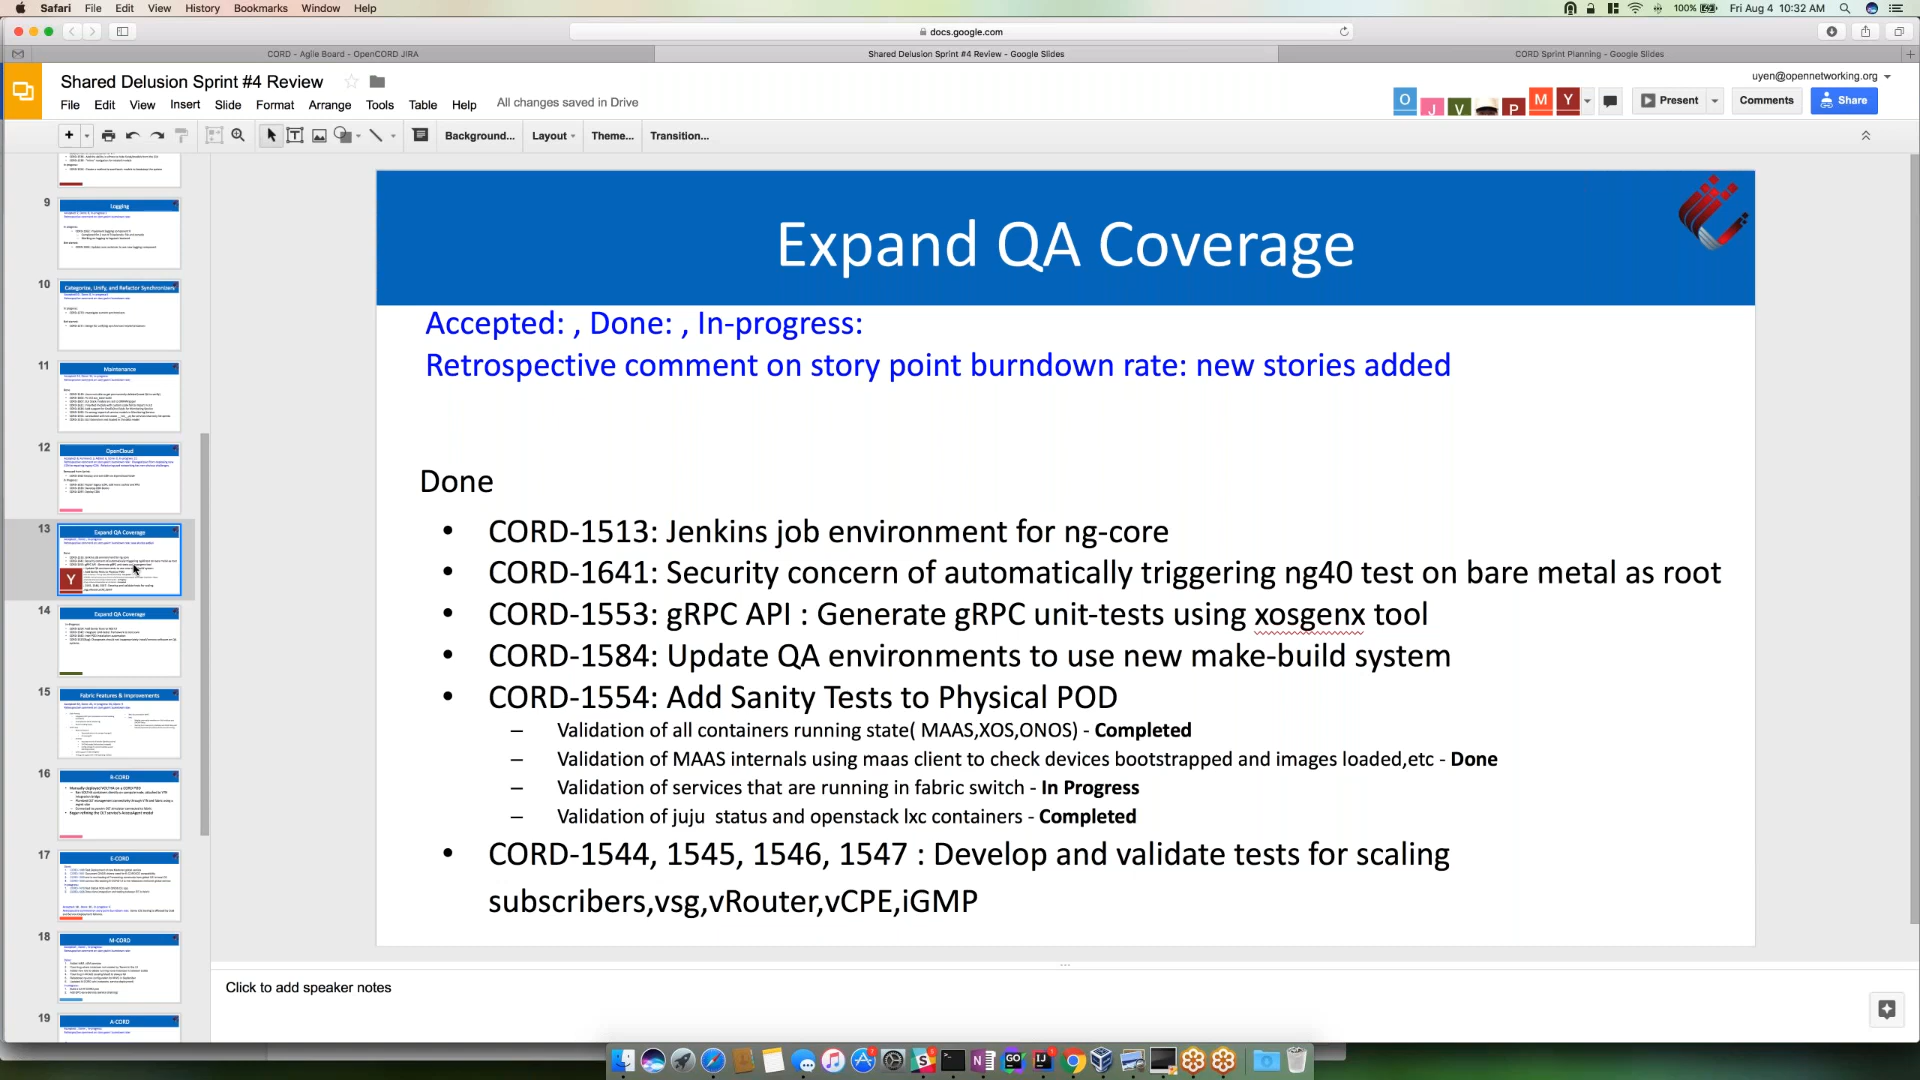 Safari File Edit View History Bookmarks Window Help
100% Fri Aug 4 10:32 AM
docs.google.com
CORD - Agile Board - OpenCORD JIRA
Shared Delusion Sprint #4 Review - Google Slides
CORD Sprint Planning - Google Slides
Shared Delusion Sprint #4 Review
uyen@opennetworking.org
File Edit View Insert Slide Format Arrange Tools Table Help
All changes saved in Drive
O J V P M Y
Present
Comments
Share
Background...
Layout
Theme...
Transition...
9
Logging
10
Categorize, Unify, and Refactor Synchronizers
11
Maintenance
12
OpenCloud
13
Expand QA Coverage
Y
14
Expand QA Coverage
15
Fabric Features & Improvements
16
R-CORD
17
E-CORD
18
M-CORD
19
A-CORD
Expand QA Coverage
Accepted: , Done: , In-progress:
Retrospective comment on story point burndown rate: new stories added
Done
• CORD-1513: Jenkins job environment for ng-core
• CORD-1641: Security concern of automatically triggering ng40 test on bare metal as root
• CORD-1553: gRPC API : Generate gRPC unit-tests using xosgenx tool
• CORD-1584: Update QA environments to use new make-build system
• CORD-1554: Add Sanity Tests to Physical POD
– Validation of all containers running state( MAAS,XOS,ONOS) - Completed
– Validation of MAAS internals using maas client to check devices bootstrapped and images loaded,etc - Done
– Validation of services that are running in fabric switch - In Progress
– Validation of juju status and openstack lxc containers - Completed
• CORD-1544, 1545, 1546, 1547 : Develop and validate tests for scaling
subscribers,vsg,vRouter,vCPE,iGMP
Click to add speaker notes